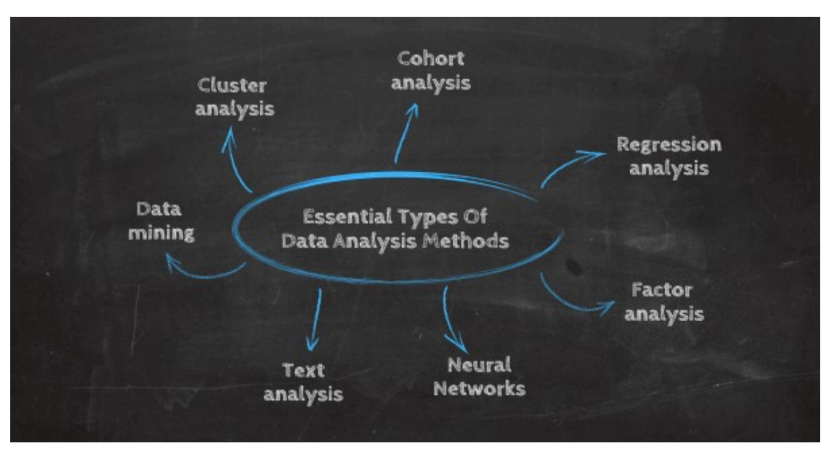 Cohort
analysis
Cluster
analysis
Regression
analysis
Data
mining
Essential Types Of
Data Analysis Methods
Factor
analysis
Text
analysis
Neural
Networks